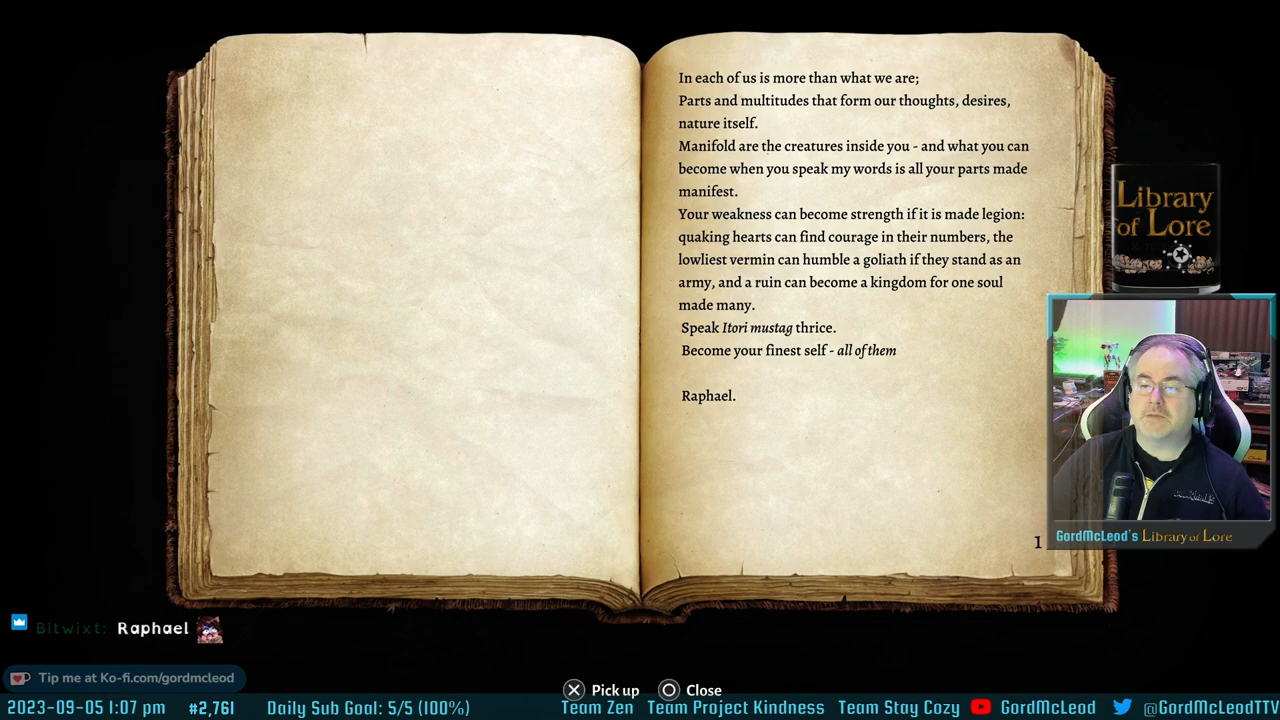 In each of us is more than what we are;
Parts and multitudes that form our thoughts, desires,
nature itself.
Manifold are the creatures inside you - and what you can
become when you speak my words is all your parts made
manifest.
Your weakness can become strength if it is made legion:
quaking hearts can find courage in their numbers, the
lowliest vermin can humble a goliath if they stand as an
army, and a ruin can become a kingdom for one soul
made many.
Speak Itori mustag thrice.
Become your finest self - all of them
Raphael.
1
Library
of Lore
GordMcLeod's Library of Lore
Bitwixt: Raphael
Tip me at Ko-fi.com/gordmcleod
Pick up Close
2023-09-05 1:07 pm #2,761 Daily Sub Goal: 5/5 (100%) Team Zen Team Project Kindness Team Stay Cozy GordMcLeod @GordMcLeodTTV